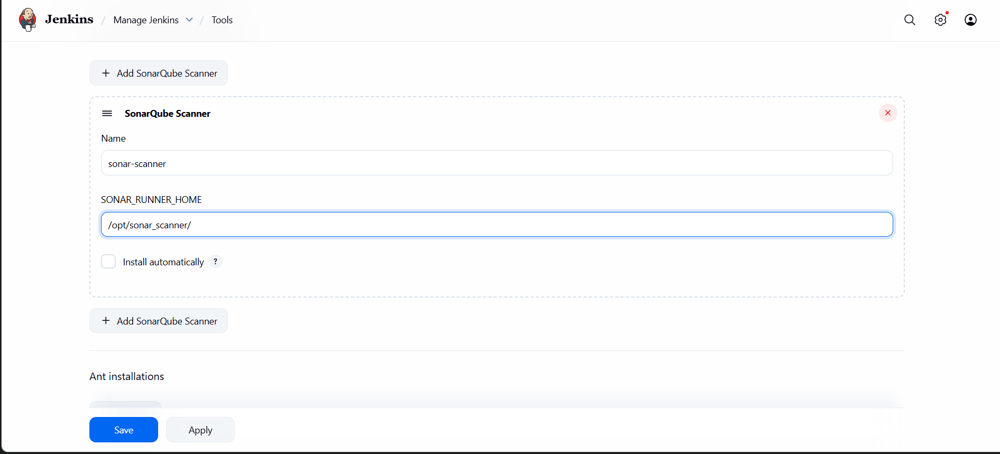 Jenkins / Manage Jenkins / Tools
+ Add SonarQube Scanner
SonarQube Scanner
Name
sonar-scanner
SONAR_RUNNER_HOME
/opt/sonar_scanner/
Install automatically ?
+ Add SonarQube Scanner
Ant installations
Save Apply